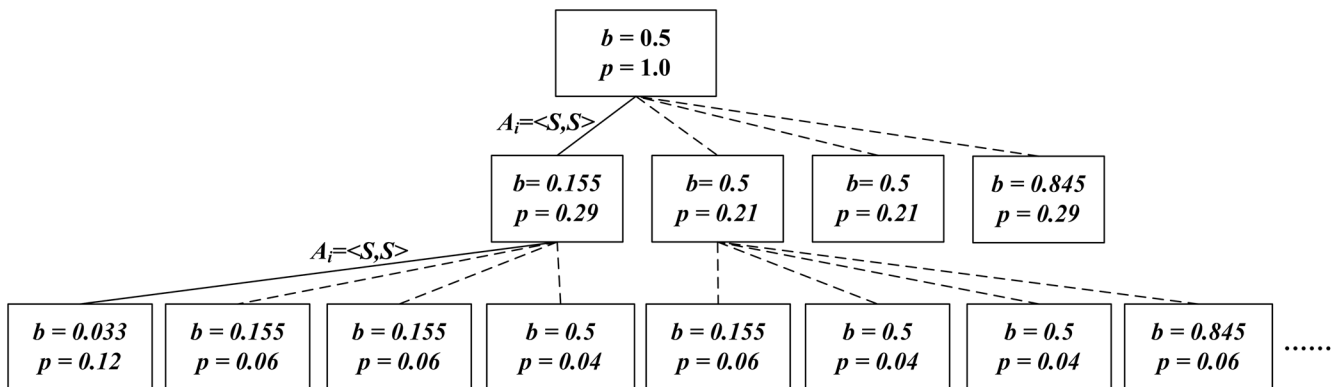 b = 0.5
p = 1.0
A_i=<S,S>
b= 0.155
p = 0.29
b= 0.5
p = 0.21
b= 0.5
p = 0.21
b = 0.845
p = 0.29
A_i=<S,S>
b = 0.033
p = 0.12
b = 0.155
p = 0.06
b = 0.155
p = 0.06
b = 0.5
p = 0.04
b = 0.155
p = 0.06
b = 0.5
p = 0.04
b = 0.5
p = 0.04
b = 0.845
p = 0.06
......